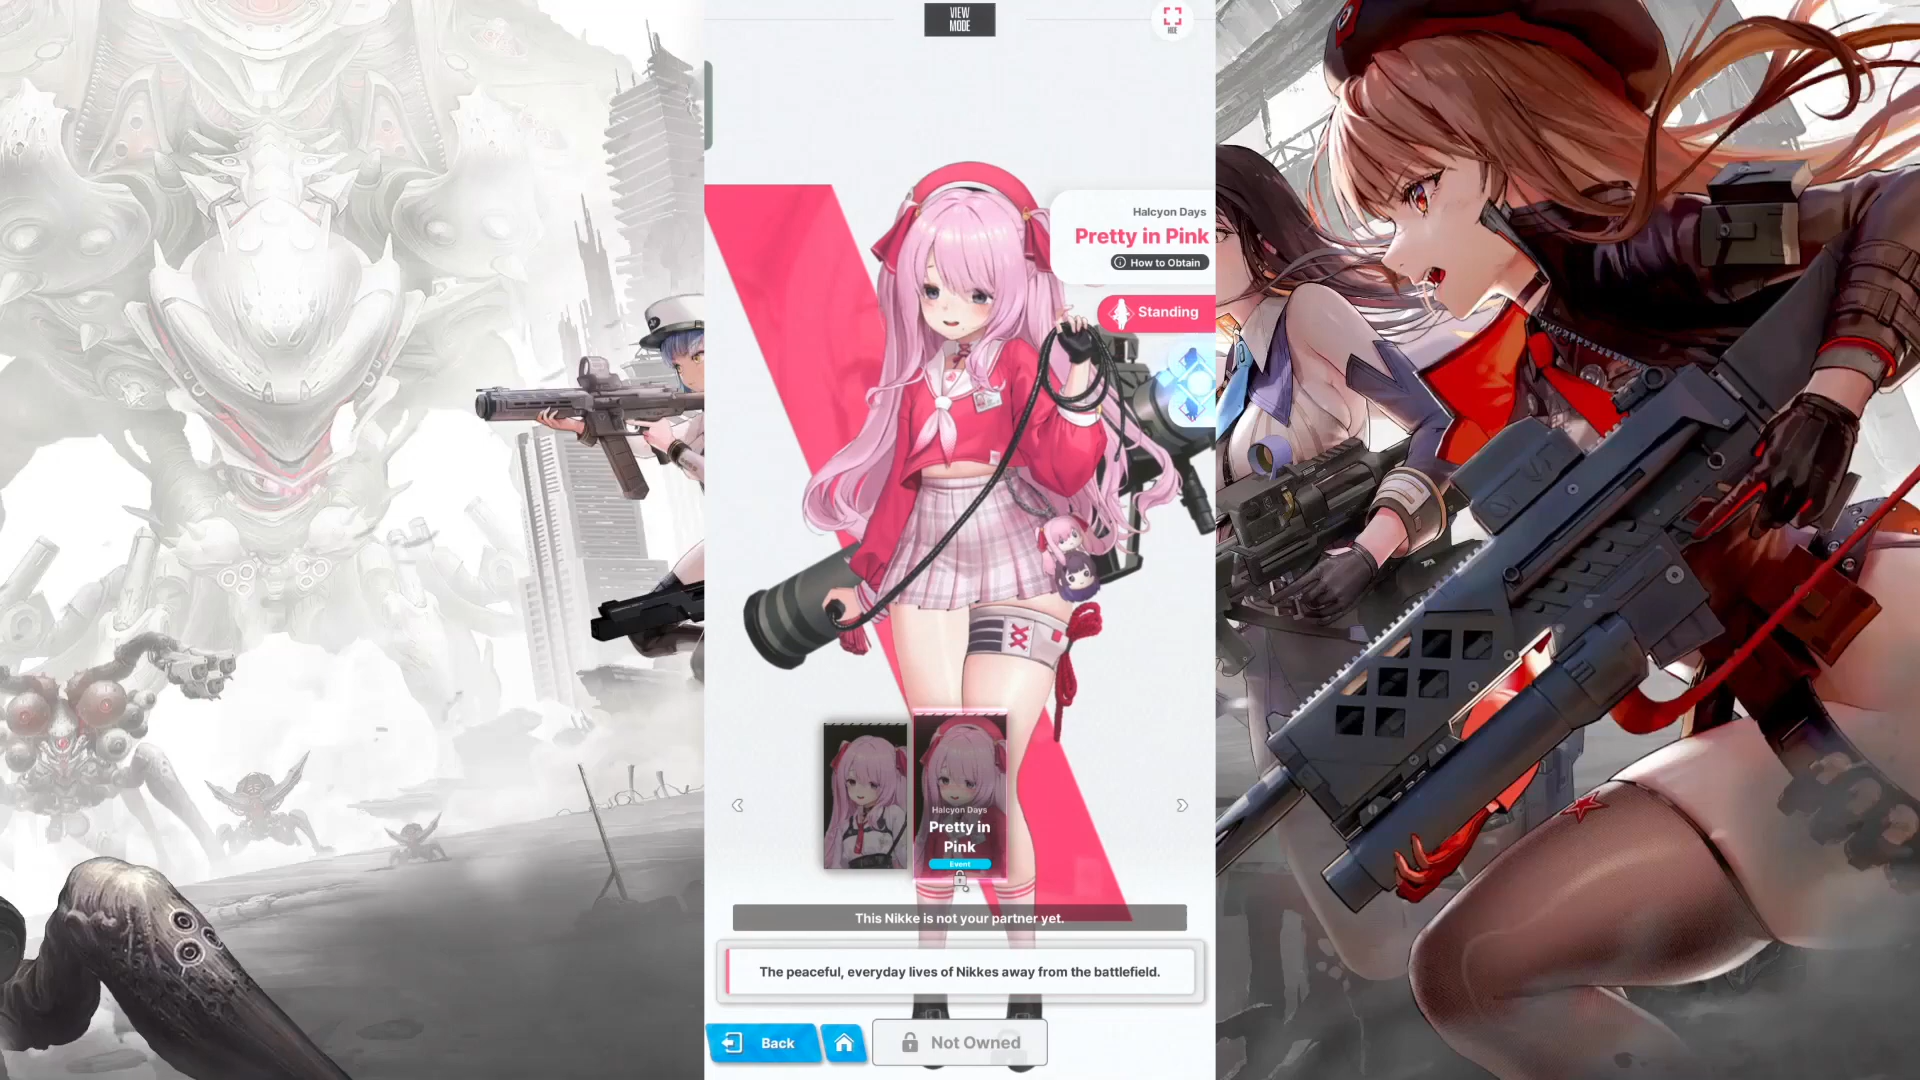 VIEW
MODE
HIDE
Halcyon Days
Pretty in Pink
How to Obtain
Standing
Halcyon Days
Pretty in
Pink
Event
This Nikke is not your partner yet.
The peaceful, everyday lives of Nikkes away from the battlefield.
Back
Not Owned